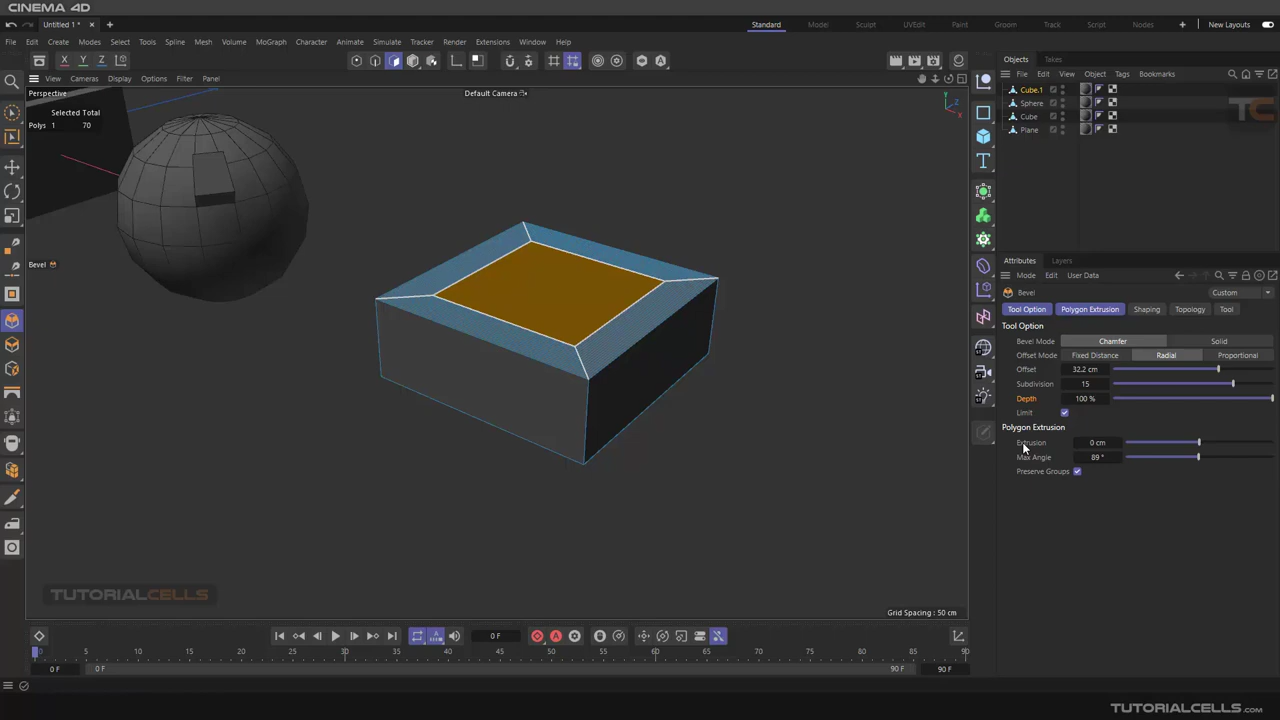 CINEMA 4D
Untitled 1 *
Standard
Model
Sculpt
UVEdit
Paint
Groom
Track
Script
Nodes
New Layouts
File Edit Create Modes Select Tools Spline Mesh Volume MoGraph Character Animate Simulate Tracker Render Extensions Window Help
X Y Z
View Cameras Display Options Filter Panel
Perspective
Default Camera
Selected Total
Polys 1 70
Y Z X
Bevel
TUTORIALCELLS
Grid Spacing : 50 cm
Objects Takes
File Edit View Object Tags Bookmarks
Cube.1
Sphere
Cube
Plane
TC
Attributes Layers
Mode Edit User Data
Bevel Custom
Tool Option Polygon Extrusion Shaping Topology Tool
Tool Option
Bevel Mode Chamfer Solid
Offset Mode Fixed Distance Radial Proportional
Offset 32.2 cm
Subdivision 15
Depth 100 %
Limit
Polygon Extrusion
Extrusion 0 cm
Max Angle 89 °
Preserve Groups
0 F
0 5 10 15 20 25 30 35 40 45 50 55 60 65 70 75 80 85 90
0 F 0 F 90 F 90 F
TUTORIALCELLS.com